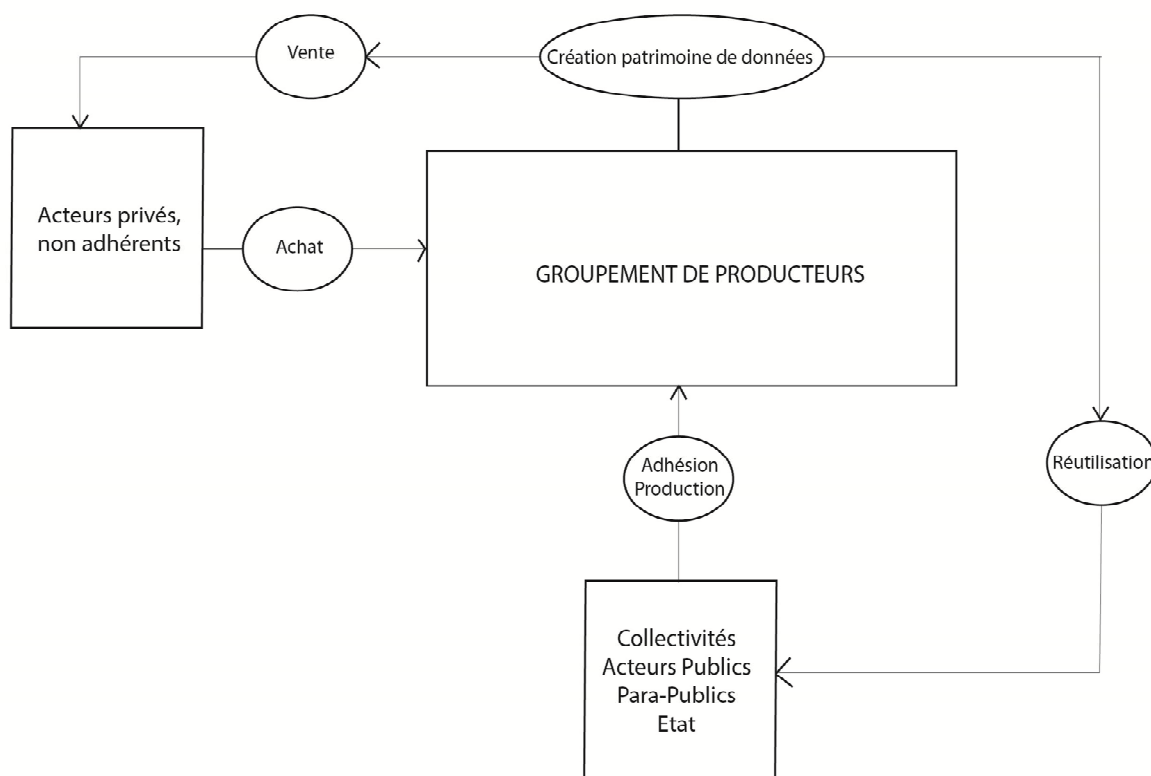 Vente
Création patrimoine de données
Acteurs privés,
non adhérents
Achat
GROUPEMENT DE PRODUCTEURS
Adhésion
Production
Réutilisation
Collectivités
Acteurs Publics
Para-Publics
Etat